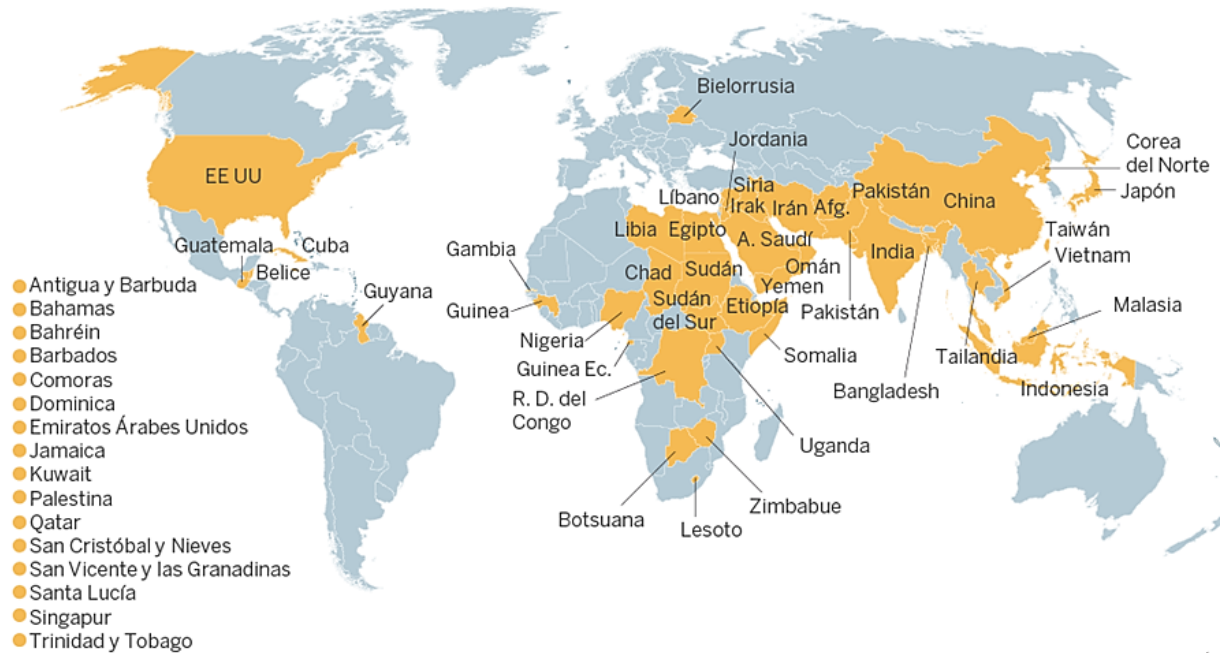 Bielorrusia
Jordania
Corea
del Norte
Japón
EE UU
Siria
Líbano
Irak
Irán
Afg.
Pakistán
China
Libia
Egipto
A. Saudí
India
Taiwán
Vietnam
Guatemala
Cuba
Belice
Gambia
Chad
Sudán
Omán
Yemen
Guyana
Guinea
Sudán
del Sur
Etiopía
Pakistán
Malasia
Nigeria
Somalia
Tailandia
Guinea Ec.
Bangladesh
Indonesia
R. D. del
Congo
Uganda
Zimbabue
Botsuana
Lesoto
Antigua y Barbuda
Bahamas
Bahréin
Barbados
Comoras
Dominica
Emiratos Árabes Unidos
Jamaica
Kuwait
Palestina
Qatar
San Cristóbal y Nieves
San Vicente y las Granadinas
Santa Lucía
Singapur
Trinidad y Tobago